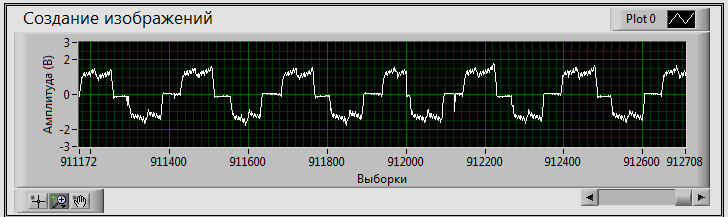 Создание изображений
Plot 0
Амплитуда (В)
3
2
0
-2
-3
911172 911400 911600 911800 912000 912200 912400 912600 912708
Выборки